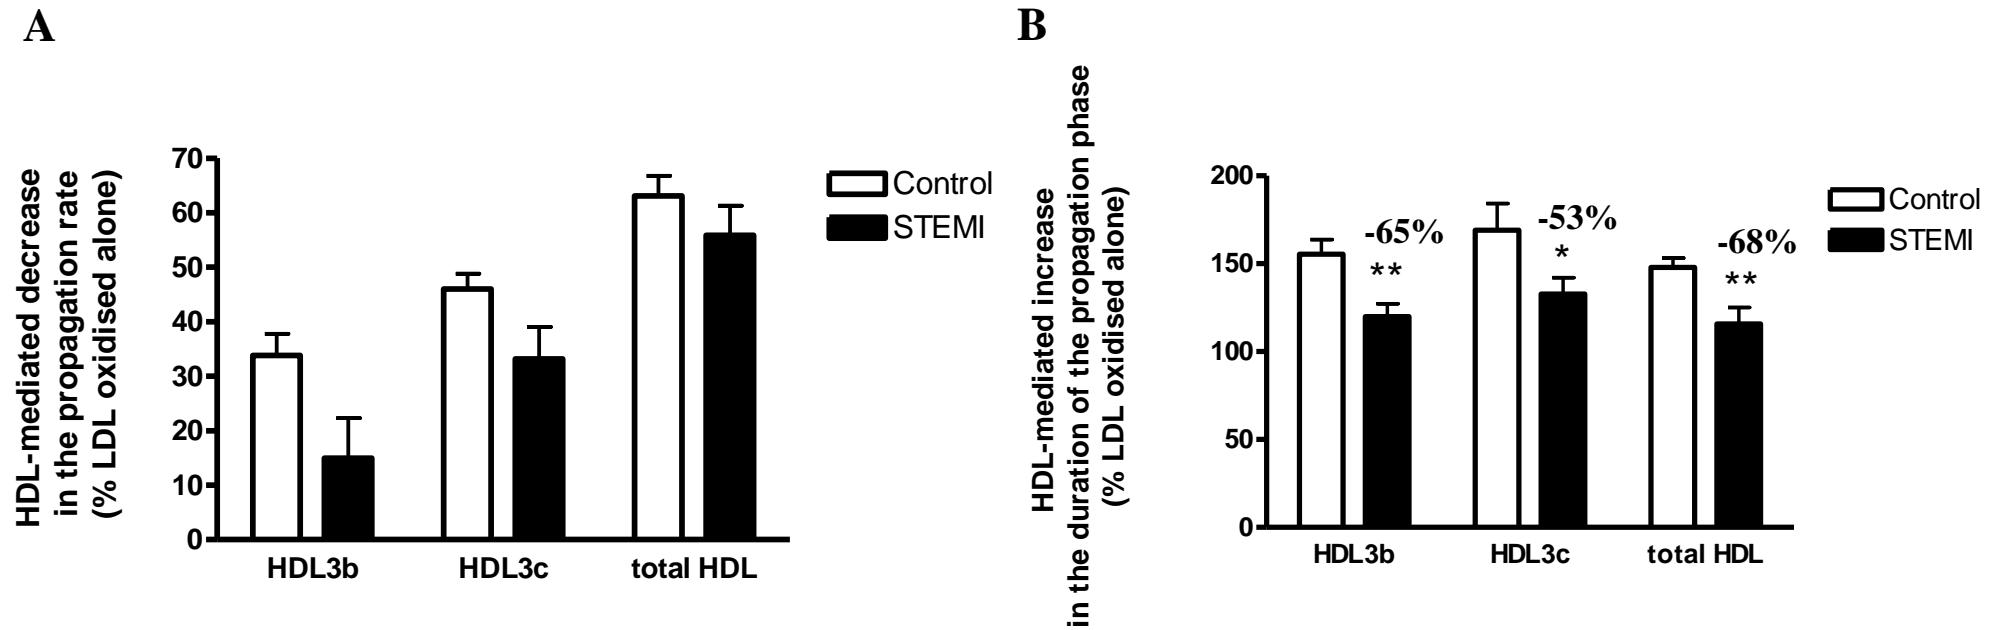 A
HDL-mediated decrease
in the propagation rate
(% LDL oxidised alone)
70
60
50
40
30
20
10
0
HDL3b
HDL3c
total HDL
Control
STEMI
B
HDL-mediated increase
in the duration of the propagation phase
(% LDL oxidised alone)
200
150
100
50
0
-65%
**
-53%
*
-68%
**
HDL3b
HDL3c
total HDL
Control
STEMI